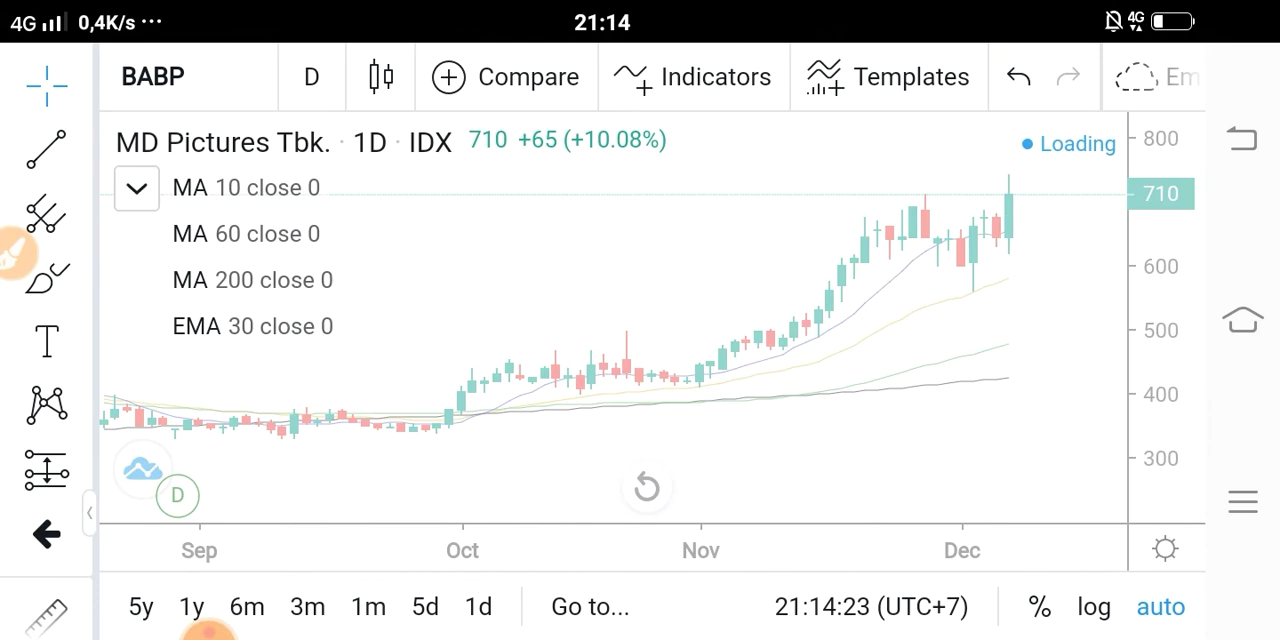 4G 0,4K/s ··· 21:14 4G
BABP D Compare Indicators Templates Em
MD Pictures Tbk. · 1D · IDX 710 +65 (+10.08%) Loading
MA 10 close 0
MA 60 close 0
MA 200 close 0
EMA 30 close 0
800
710
600
500
400
300
T
D
Sep Oct Nov Dec
5y 1y 6m 3m 1m 5d 1d Go to... 21:14:23 (UTC+7) % log auto